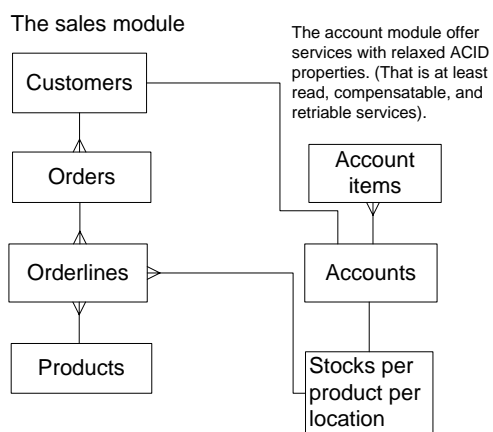 The sales module
The account module offer
services with relaxed ACID
properties. (That is at least
read, compensatable, and
retriable services).
Customers
Orders
Account
items
Orderlines
Accounts
Products
Stocks per
product per
location